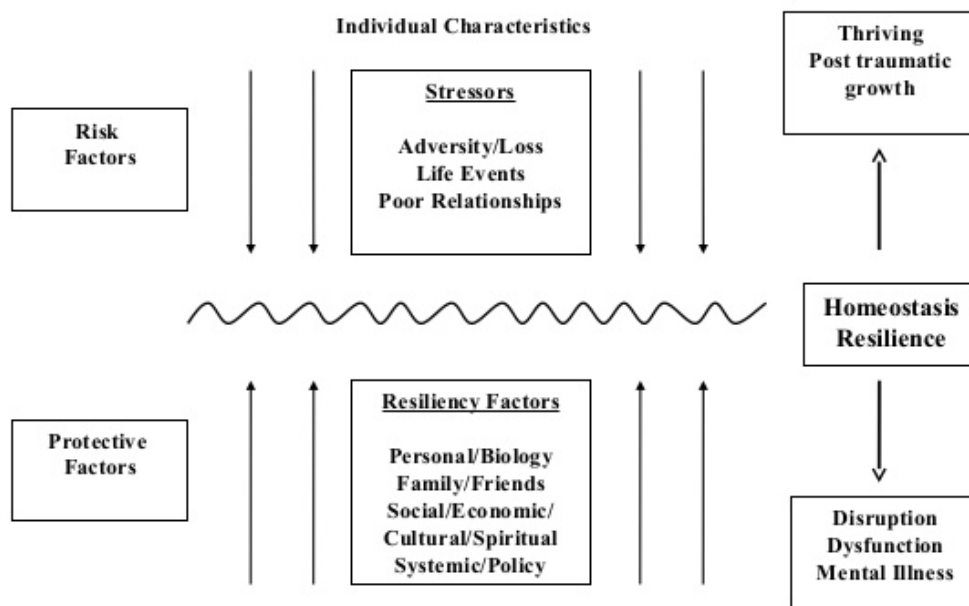 Individual Characteristics
Risk
Factors
Stressors
Adversity/Loss
Life Events
Poor Relationships
Thriving
Post traumatic
growth
Homeostasis
Resilience
Protective
Factors
Resiliency Factors
Personal/Biology
Family/Friends
Social/Economic/
Cultural/Spiritual
Systemic/Policy
Disruption
Dysfunction
Mental Illness